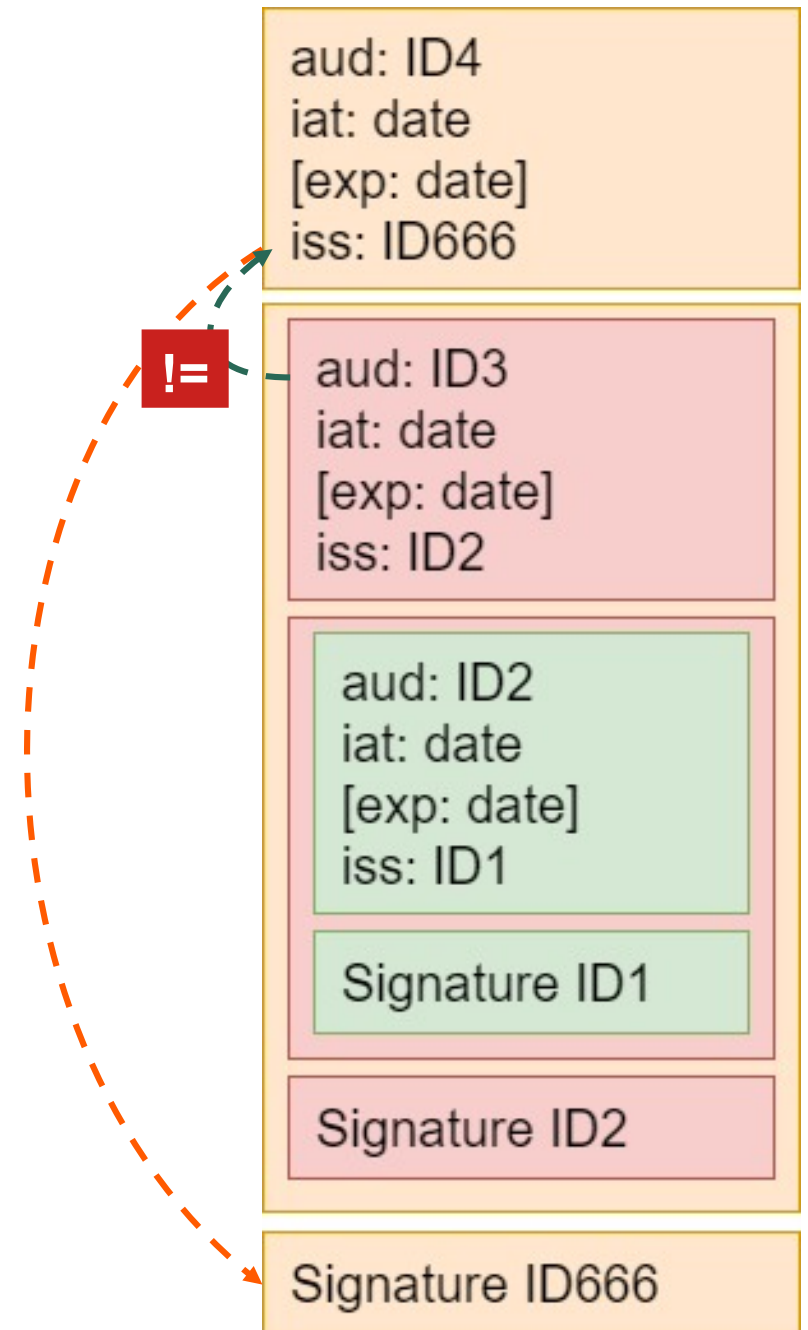 aud: ID4
iat: date
[exp: date]
iss: ID666
!=
aud: ID3
iat: date
[exp: date]
iss: ID2
aud: ID2
iat: date
[exp: date]
iss: ID1
Signature ID1
Signature ID2
Signature ID666